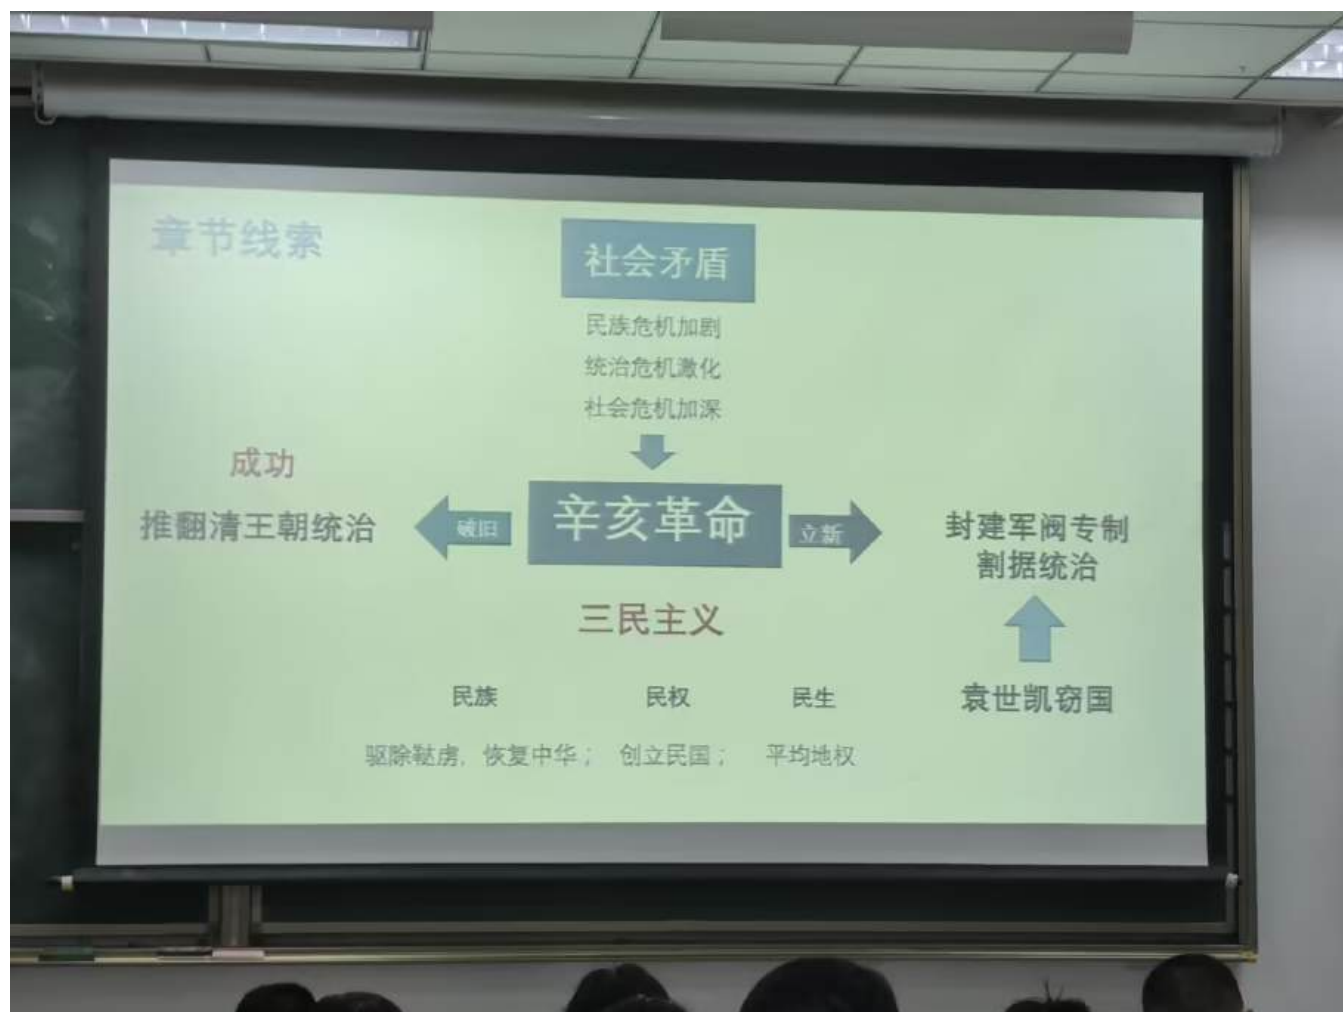 章节线索
社会矛盾
民族危机加剧
统治危机激化
社会危机加深
成功
推翻清王朝统治
破旧
辛亥革命
立新
封建军阀专制
割据统治
三民主义
民族 民权 民生
袁世凯窃国
驱除鞑虏，恢复中华； 创立民国； 平均地权